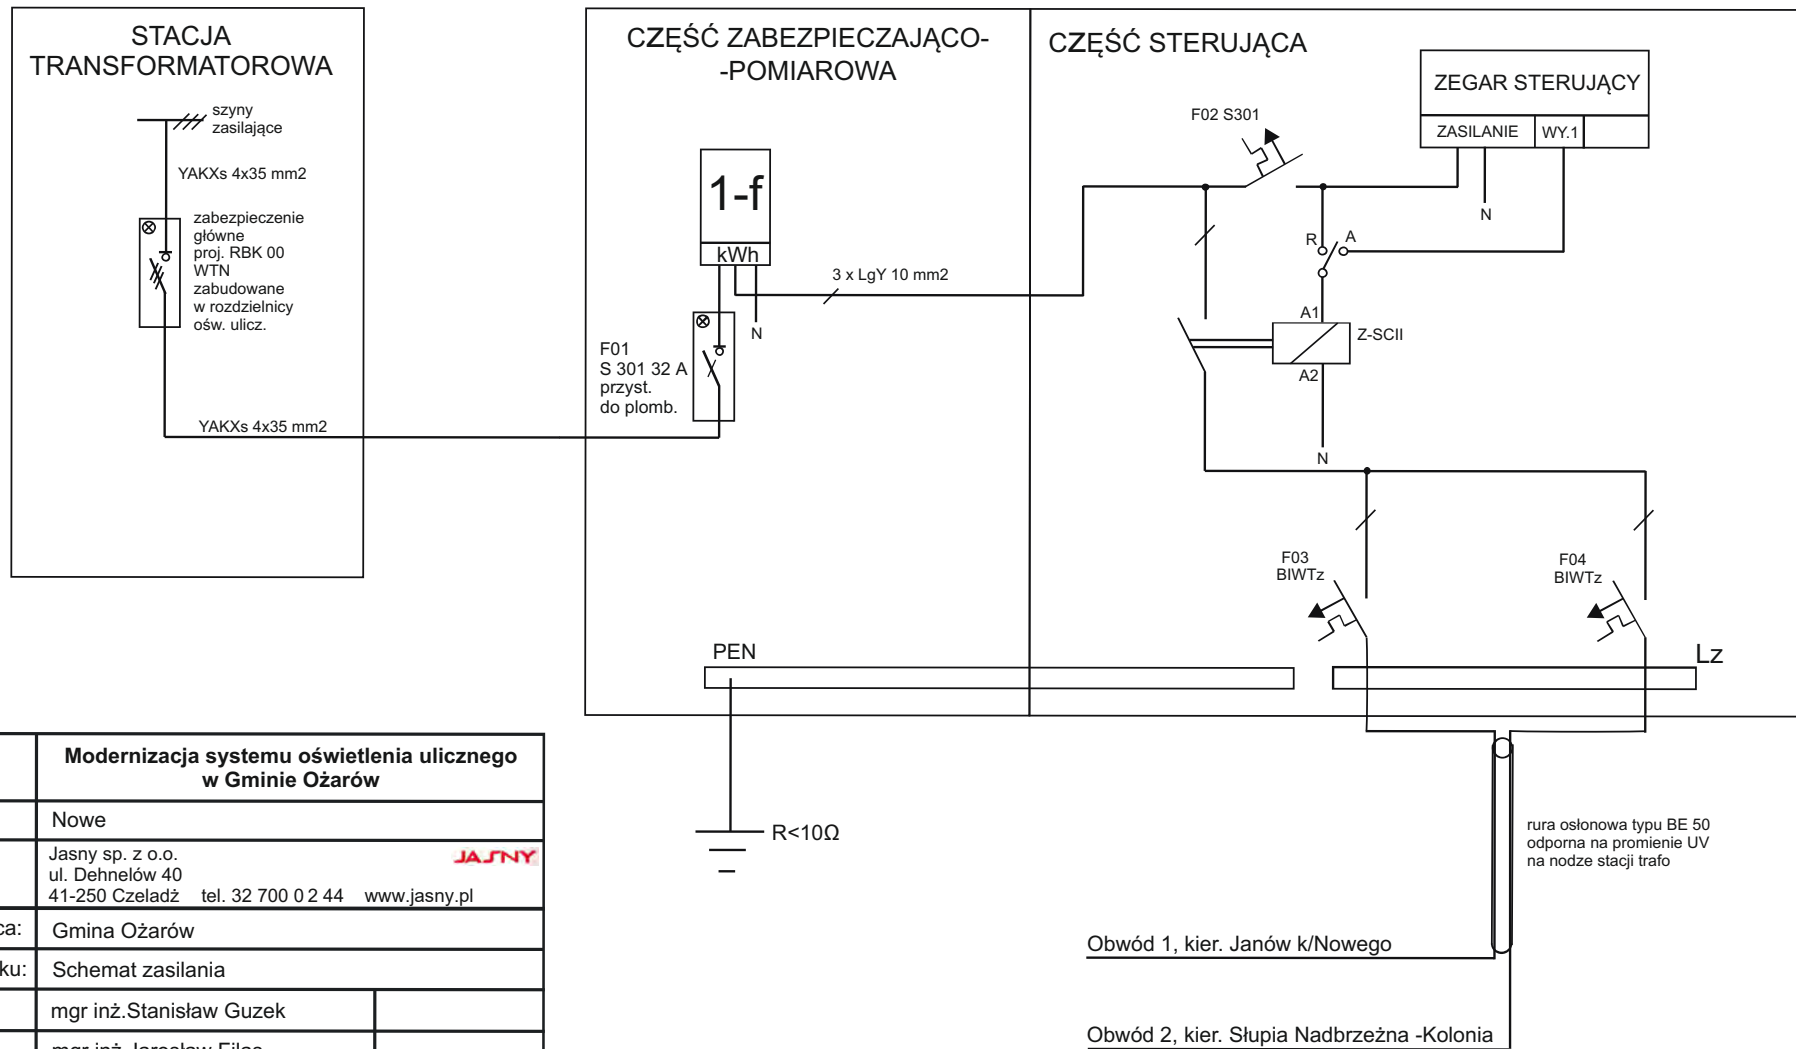 STACJA
TRANSFORMATOROWA
szyny
zasilające
YAKXs 4x35 mm2
zabezpieczenie
główne
proj. RBK 00
WTN
zabudowane
w rozdzielnicy
ośw. ulicz.
YAKXs 4x35 mm2
CZĘŚĆ ZABEZPIECZAJĄCO-
-POMIAROWA
1-f
kWh
N
F01
S 301 32 A
przyst.
do plomb.
3 x LgY 10 mm2
CZĘŚĆ STERUJĄCA
F02 S301
ZEGAR STERUJĄCY
ZASILANIE WY.1
N
R A
A1
Z-SCII
A2
N
F03
BIWTz
F04
BIWTz
PEN
Lz
R<10Ω
rura osłonowa typu BE 50
odporna na promienie UV
na nodze stacji trafo
Obwód 1, kier. Janów k/Nowego
Obwód 2, kier. Słupia Nadbrzeżna -Kolonia
Modernizacja systemu oświetlenia ulicznego
w Gminie Ożarów
Nowe
Jasny sp. z o.o.
JASNY
ul. Dehnelów 40
41-250 Czeladź tel. 32 700 0 2 44 www.jasny.pl
ca: Gmina Ożarów
ku: Schemat zasilania
mgr inż.Stanisław Guzek
mgr inż. Jarosław Filas